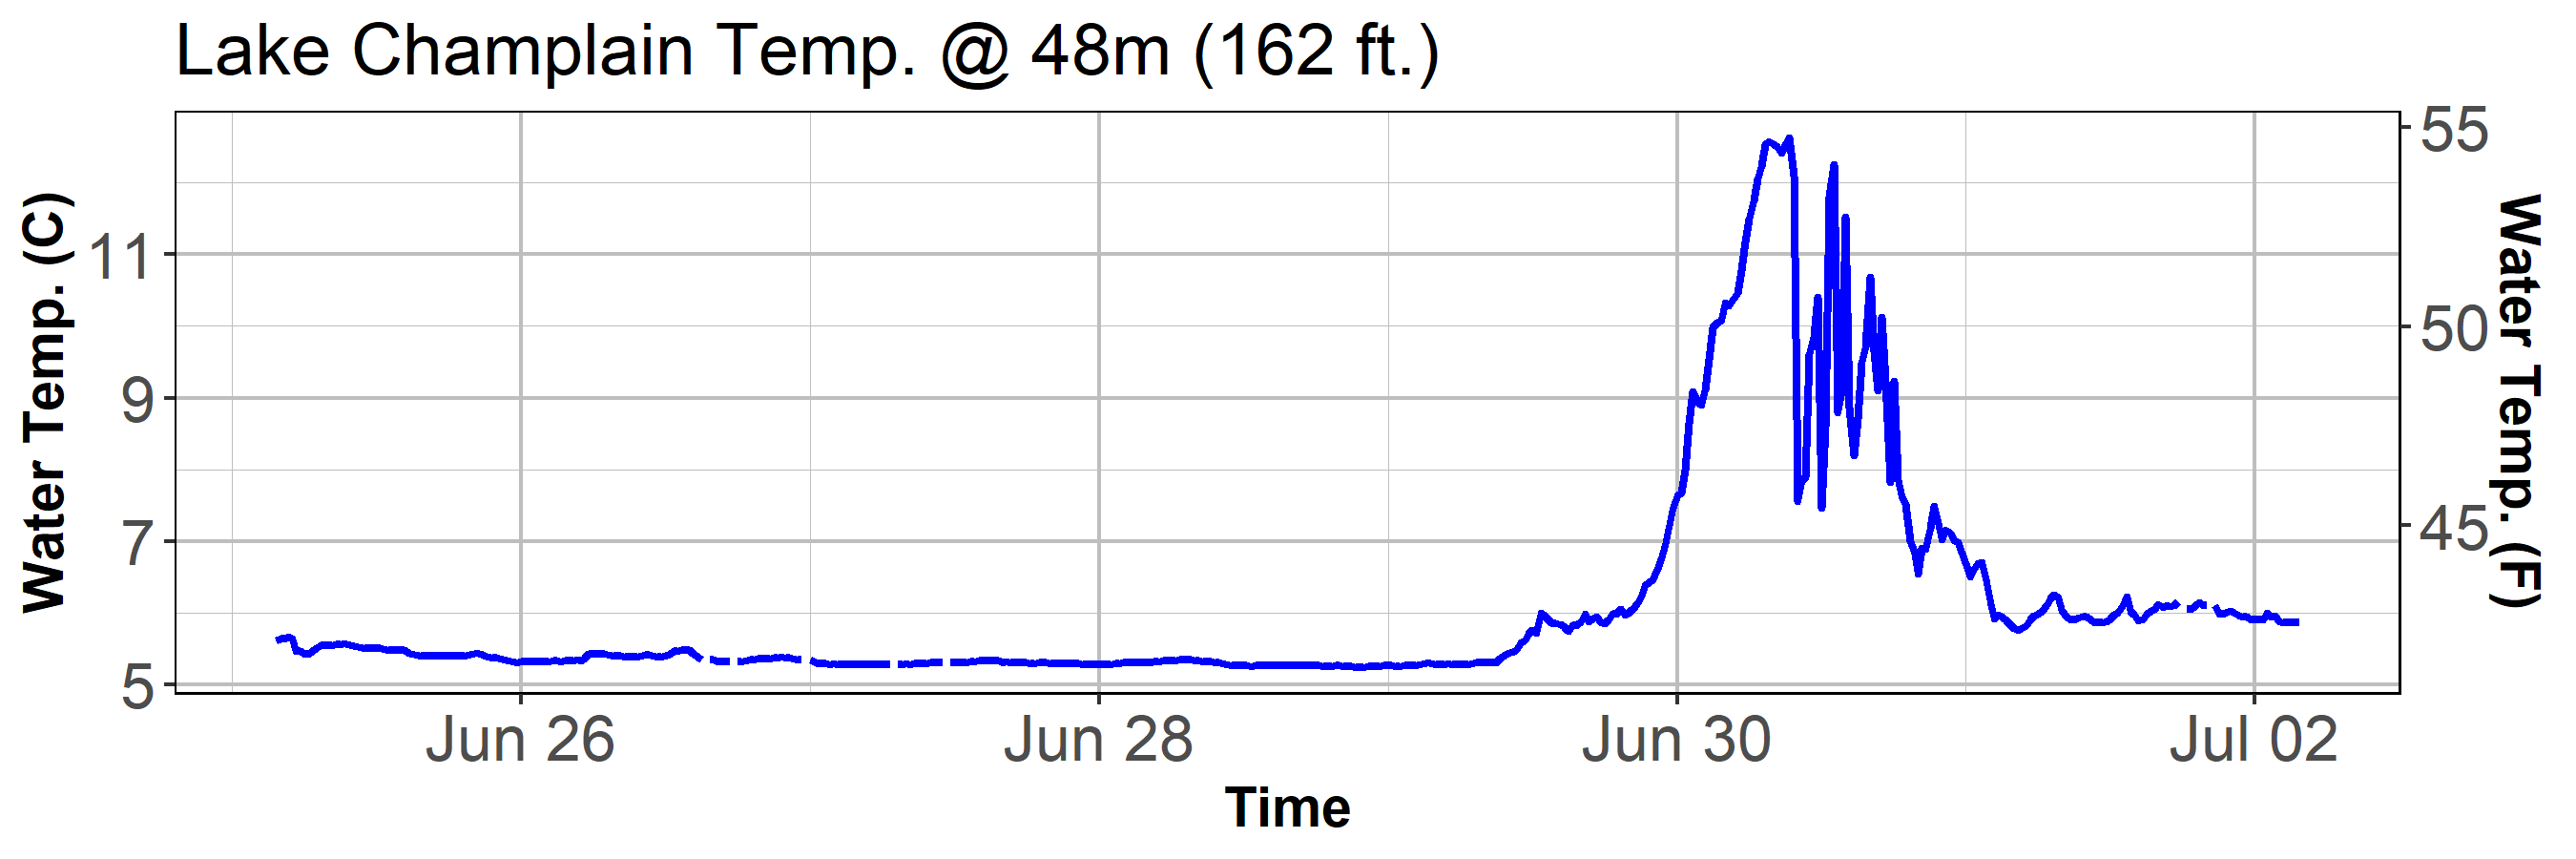 Lake Champlain Temp. @ 48m (162 ft.)
Water Temp. (C)
11
9
7
5
55
50
45
Water Temp. (F)
Jun 26
Jun 28
Jun 30
Jul 02
Time